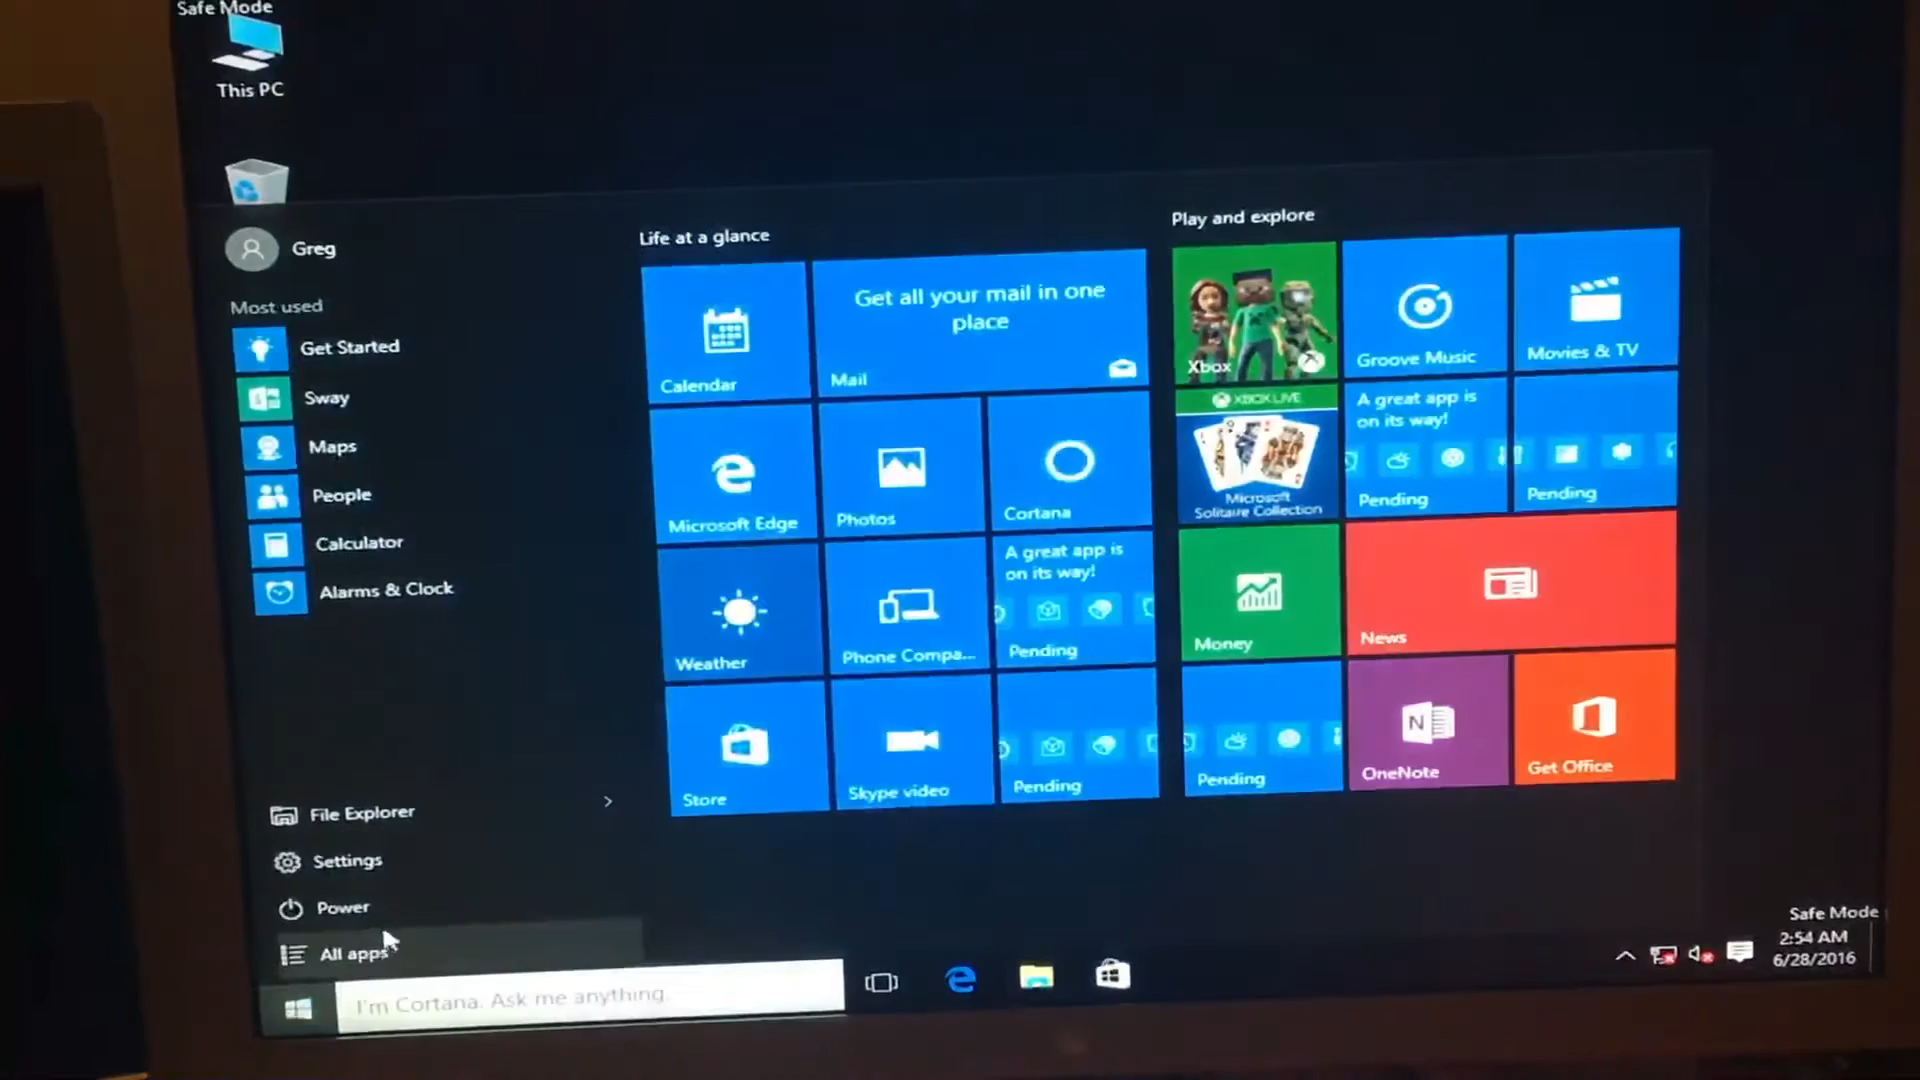 Safe Mode
This PC
Greg
Most used
Get Started
Sway
Maps
People
Calculator
Alarms & Clock
File Explorer
Settings
Power
All apps
I'm Cortana. Ask me anything.
Life at a glance
Calendar
Get all your mail in one
place
Mail
Microsoft Edge
Photos
Cortana
Weather
Phone Compa...
A great app is
on its way!
Pending
Store
Skype video
Pending
Play and explore
Xbox
Groove Music
Movies & TV
XBOX LIVE
Microsoft
Solitaire Collection
A great app is
on its way!
Pending
Pending
Money
News
Pending
N
OneNote
Get Office
Safe Mode
2:54 AM
6/28/2016